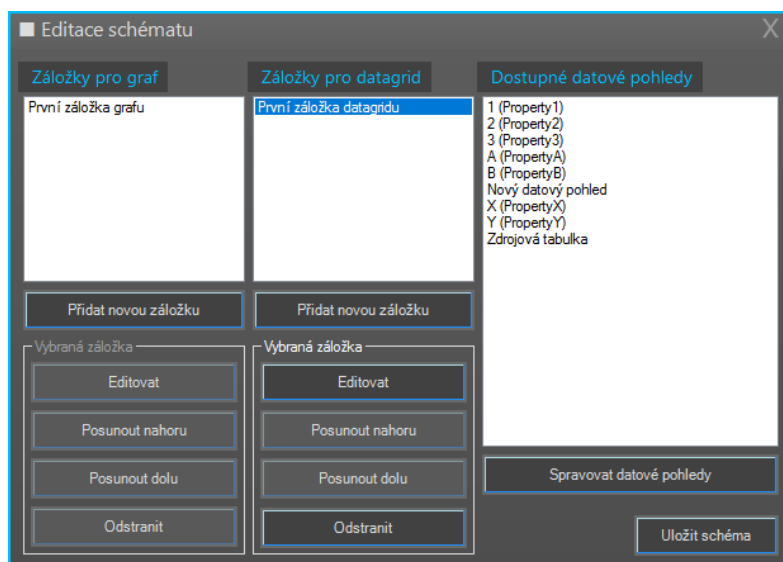 Editace schématu
X
Záložky pro graf
První záložka grafu
Přidat novou záložku
Vybraná záložka
Editovat
Posunout nahoru
Posunout dolu
Odstranit
Záložky pro datagrid
První záložka datagridu
Přidat novou záložku
Vybraná záložka
Editovat
Posunout nahoru
Posunout dolu
Odstranit
Dostupné datové pohledy
1 (Property1)
2 (Property2)
3 (Property3)
A (PropertyA)
B (PropertyB)
Nový datový pohled
X (PropertyX)
Y (PropertyY)
Zdrojová tabulka
Spravovat datové pohledy
Uložit schéma